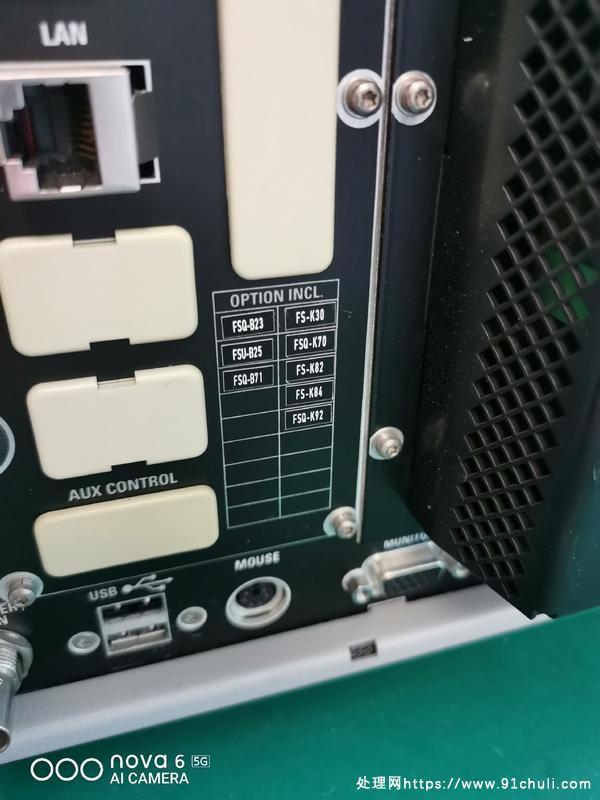 LAN
OPTION INCL.
FSQ-B23 FS-K30
FSU-B25 FSQ-K70
FSQ-B71 FS-K82
FS-K84
FSQ-K92
AUX CONTROL
USB
MOUSE
nova 6 5G
AI CAMERA
处理网https://www.91chuli.com